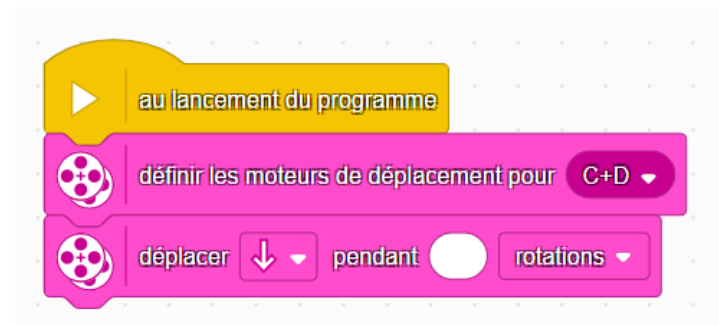 au lancement du programme
définir les moteurs de déplacement pour C+D
déplacer pendant rotations